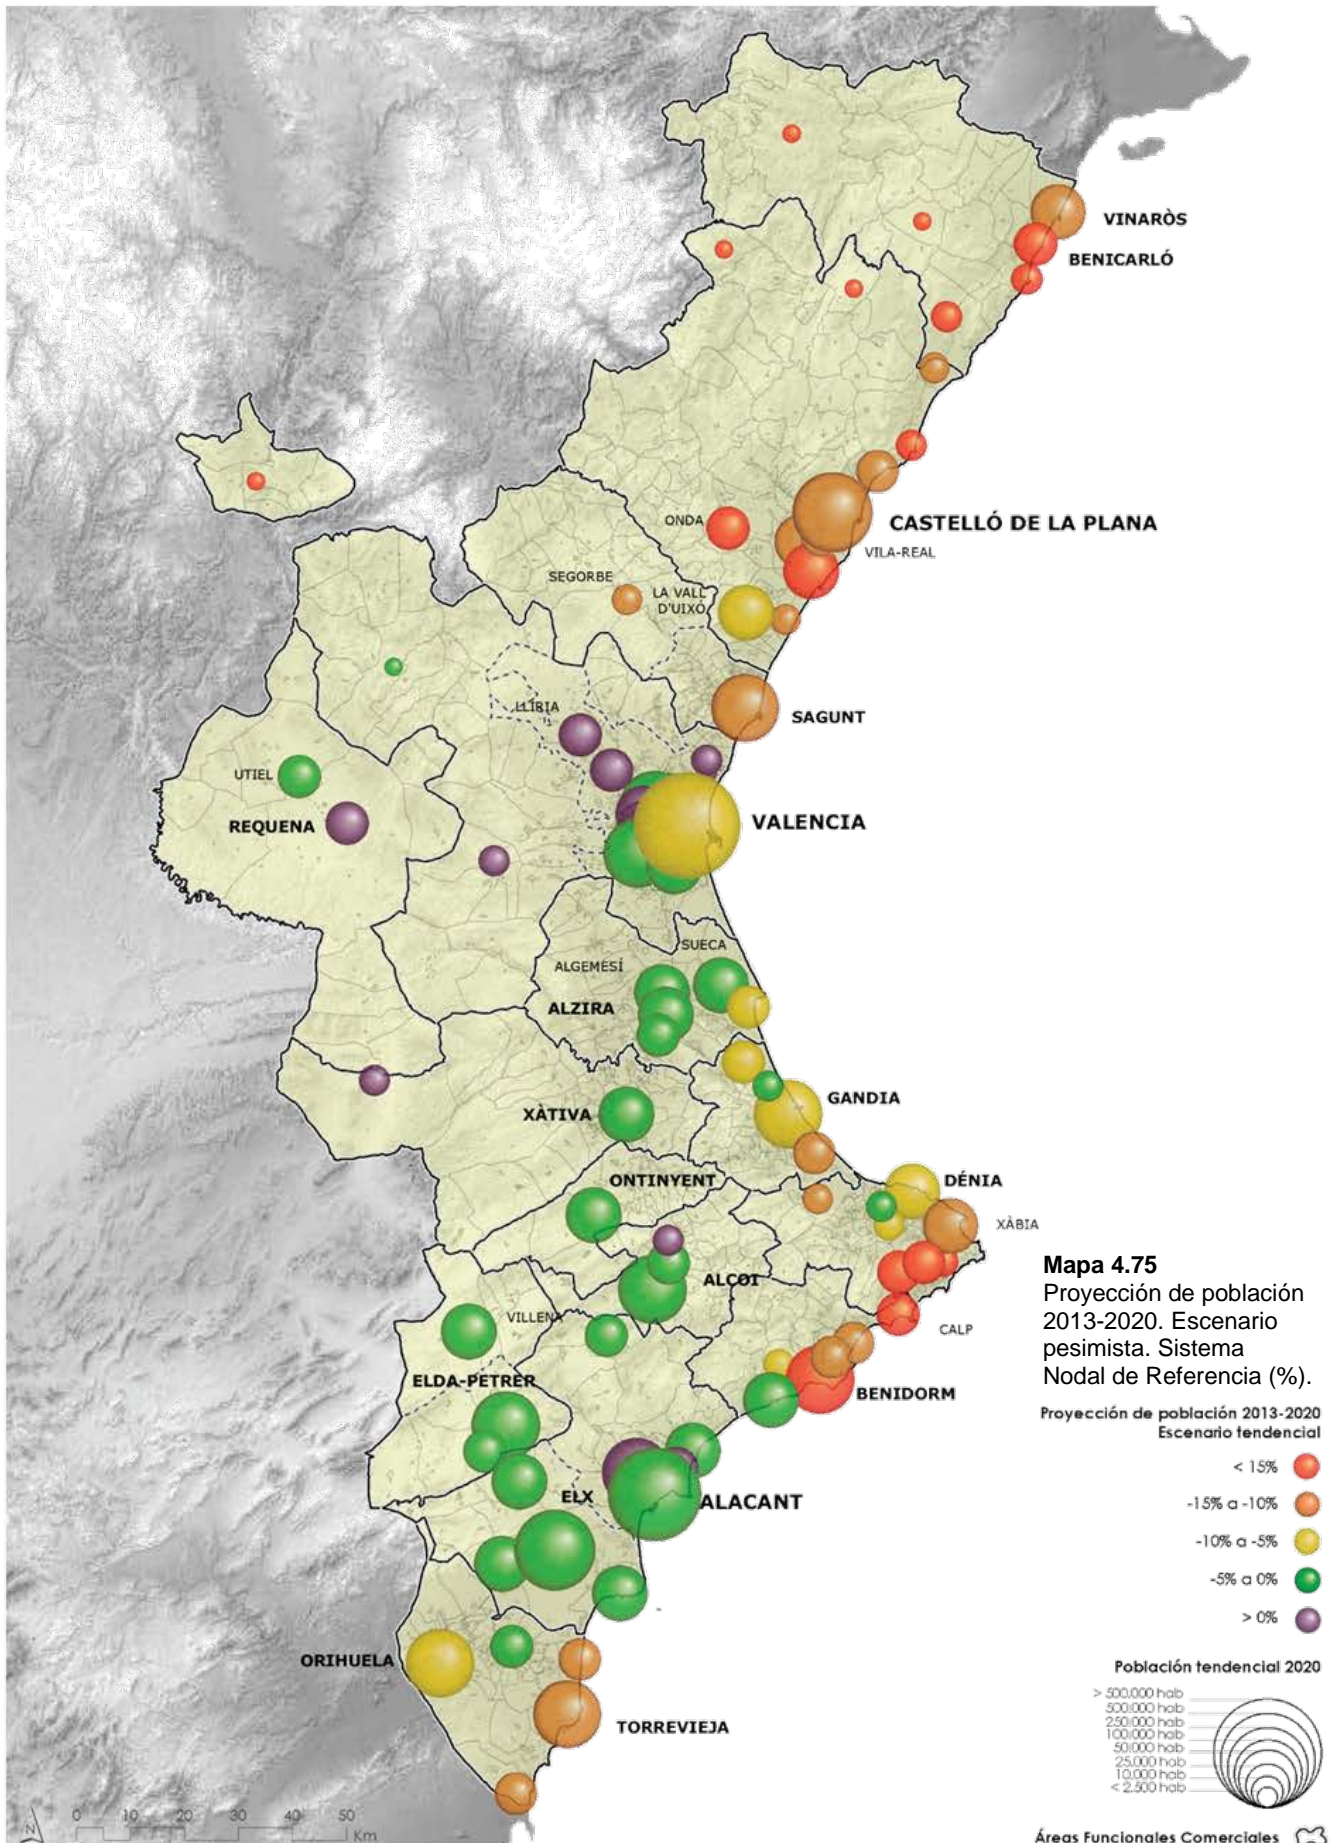 VINARÒS
BENICARLÓ
ONDA
CASTELLÓ DE LA PLANA
VILA-REAL
SEGORBE
LA VALL
D'UIXÓ
SAGUNT
LLÍRIA
UTIEL
REQUENA
VALENCIA
SUECA
ALGEMESÍ
ALZIRA
GANDIA
XÀTIVA
ONTINYENT
DÉNIA
XÀBIA
ALCOI
VILLENA
CALP
ELDA-PETRER
BENIDORM
ELX
ALACANT
ORIHUELA
TORREVIEJA
Mapa 4.75
Proyección de población
2013-2020. Escenario
pesimista. Sistema
Nodal de Referencia (%).
Proyección de población 2013-2020
Escenario tendencial
< 15%
-15% a -10%
-10% a -5%
-5% a 0%
> 0%
Población tendencial 2020
> 500.000 hab
500.000 hab
250.000 hab
100.000 hab
50.000 hab
25.000 hab
10.000 hab
< 2.500 hab
Áreas Funcionales Comerciales
N
0 10 20 30 40 50
Km